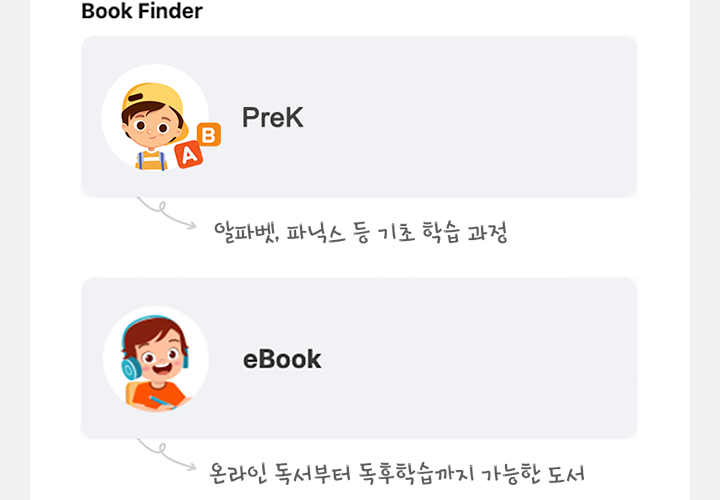 Book Finder
PreK
A
B
알파벳, 파닉스 등 기초 학습 과정
eBook
온라인 독서부터 독후학습까지 가능한 도서